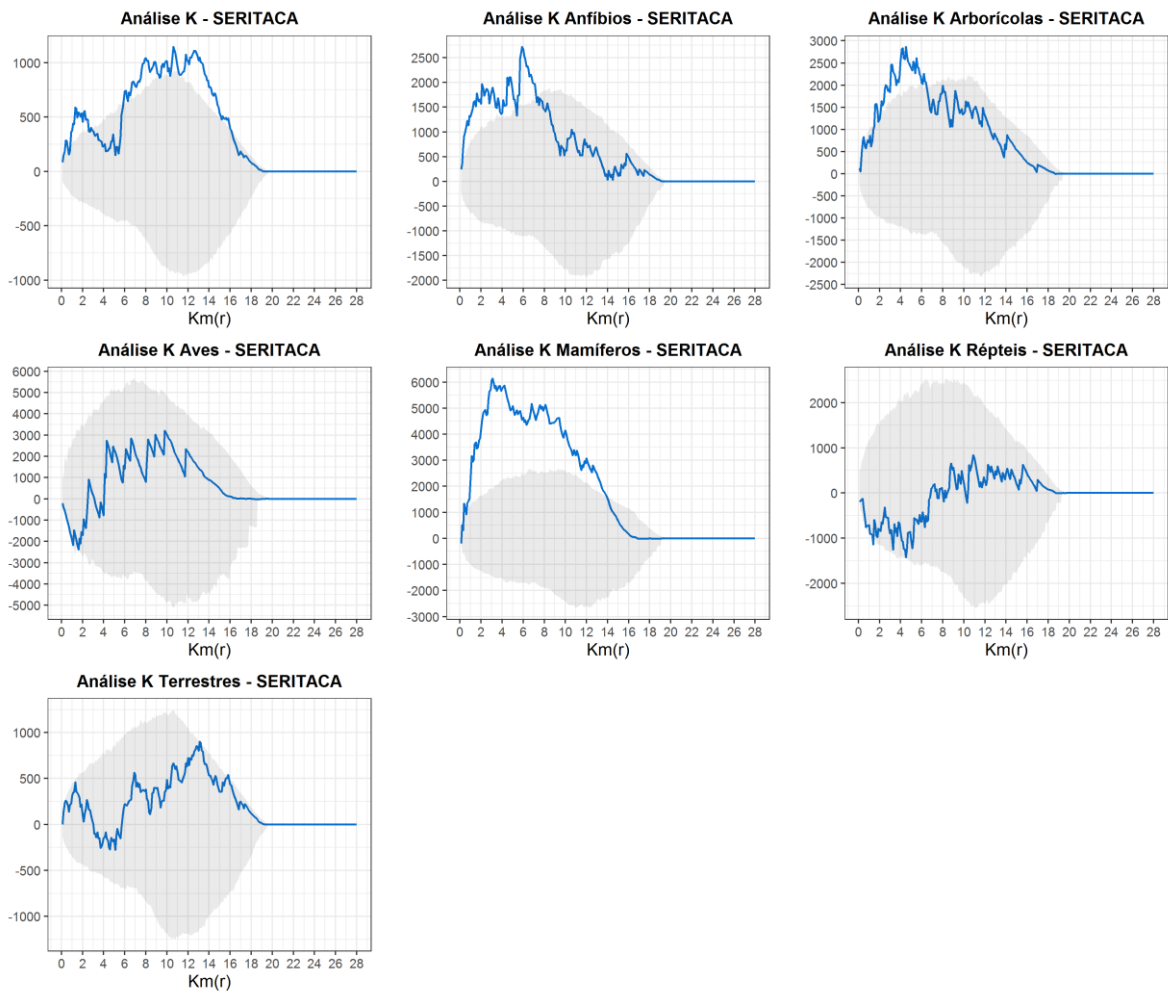 Análise K - SERITACA
1000
500
0
-500
-1000
0 2 4 6 8 10 12 14 16 18 20 22 24 26 28
Km(r)
Análise K Anfíbios - SERITACA
2500
2000
1500
1000
500
0
-500
-1000
-1500
-2000
0 2 4 6 8 10 12 14 16 18 20 22 24 26 28
Km(r)
Análise K Arborícolas - SERITACA
3000
2500
2000
1500
1000
500
0
-500
-1000
-1500
-2000
-2500
0 2 4 6 8 10 12 14 16 18 20 22 24 26 28
Km(r)
Análise K Aves - SERITACA
6000
5000
4000
3000
2000
1000
0
-1000
-2000
-3000
-4000
-5000
0 2 4 6 8 10 12 14 16 18 20 22 24 26 28
Km(r)
Análise K Mamíferos - SERITACA
6000
5000
4000
3000
2000
1000
0
-1000
-2000
-3000
0 2 4 6 8 10 12 14 16 18 20 22 24 26 28
Km(r)
Análise K Répteis - SERITACA
2000
1000
0
-1000
-2000
0 2 4 6 8 10 12 14 16 18 20 22 24 26 28
Km(r)
Análise K Terrestres - SERITACA
1000
500
0
-500
-1000
0 2 4 6 8 10 12 14 16 18 20 22 24 26 28
Km(r)